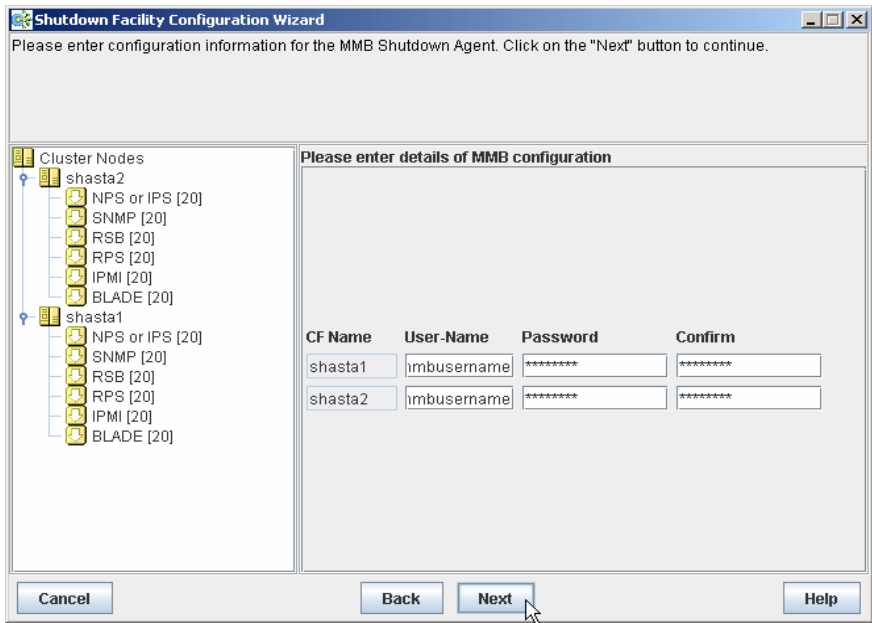 Shutdown Facility Configuration Wizard
Please enter configuration information for the MMB Shutdown Agent. Click on the "Next" button to continue.
Cluster Nodes
shasta2
NPS or IPS [20]
SNMP [20]
RSB [20]
RPS [20]
IPMI [20]
BLADE [20]
shasta1
NPS or IPS [20]
SNMP [20]
RSB [20]
RPS [20]
IPMI [20]
BLADE [20]
Please enter details of MMB configuration
CF Name User-Name Password Confirm
shasta1 mbusername ******** ********
shasta2 mbusername ******** ********
Cancel Back Next Help